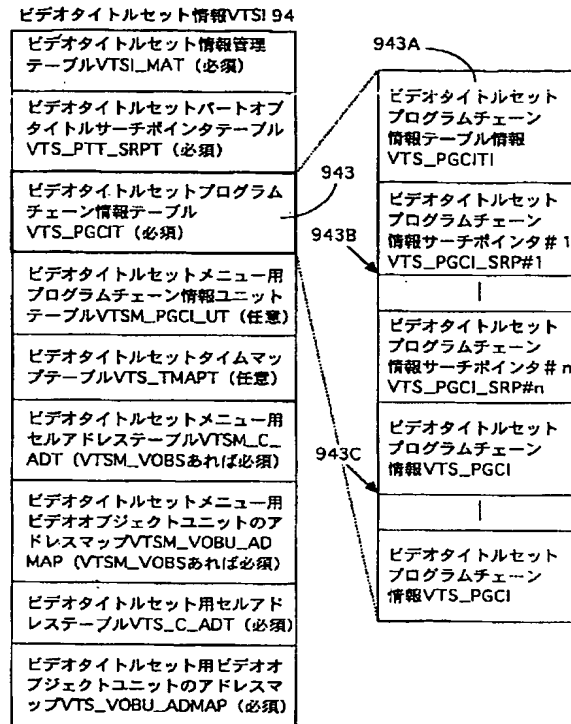 ビデオタイトルセット情報VTSI 94
ビデオタイトルセット情報管理
テーブルVTSI_MAT（必須）
ビデオタイトルセットパートオブ
タイトルサーチポインタテーブル
VTS_PTT_SRPT（必須）
ビデオタイトルセットプログラム
チェーン情報テーブル
VTS_PGCIT（必須）
ビデオタイトルセットメニュー用
プログラムチェーン情報ユニット
テーブルVTSM_PGCI_UT（任意）
ビデオタイトルセットタイムマッ
プテーブルVTS_TMAPT（任意）
ビデオタイトルセットメニュー用
セルアドレステーブルVTSM_C_
ADT（VTSM_VOBSあれば必須）
ビデオタイトルセットメニュー用
ビデオオブジェクトユニットのア
ドレスマップVTSM_VOBU_AD
MAP（VTSM_VOBSあれば必須）
ビデオタイトルセット用セルアド
レステーブルVTS_C_ADT（必須）
ビデオタイトルセット用ビデオオ
ブジェクトユニットのアドレスマ
ップVTS_VOBU_ADMAP（必須）
943
943A
943B
943C
ビデオタイトルセット
プログラムチェーン
情報テーブル情報
VTS_PGCITI
ビデオタイトルセット
プログラムチェーン
情報サーチポインタ＃1
VTS_PGCI_SRP#1
ビデオタイトルセット
プログラムチェーン
情報サーチポインタ＃n
VTS_PGCI_SRP#n
ビデオタイトルセット
プログラムチェーン
情報VTS_PGCI
ビデオタイトルセット
プログラムチェーン
情報VTS_PGCI